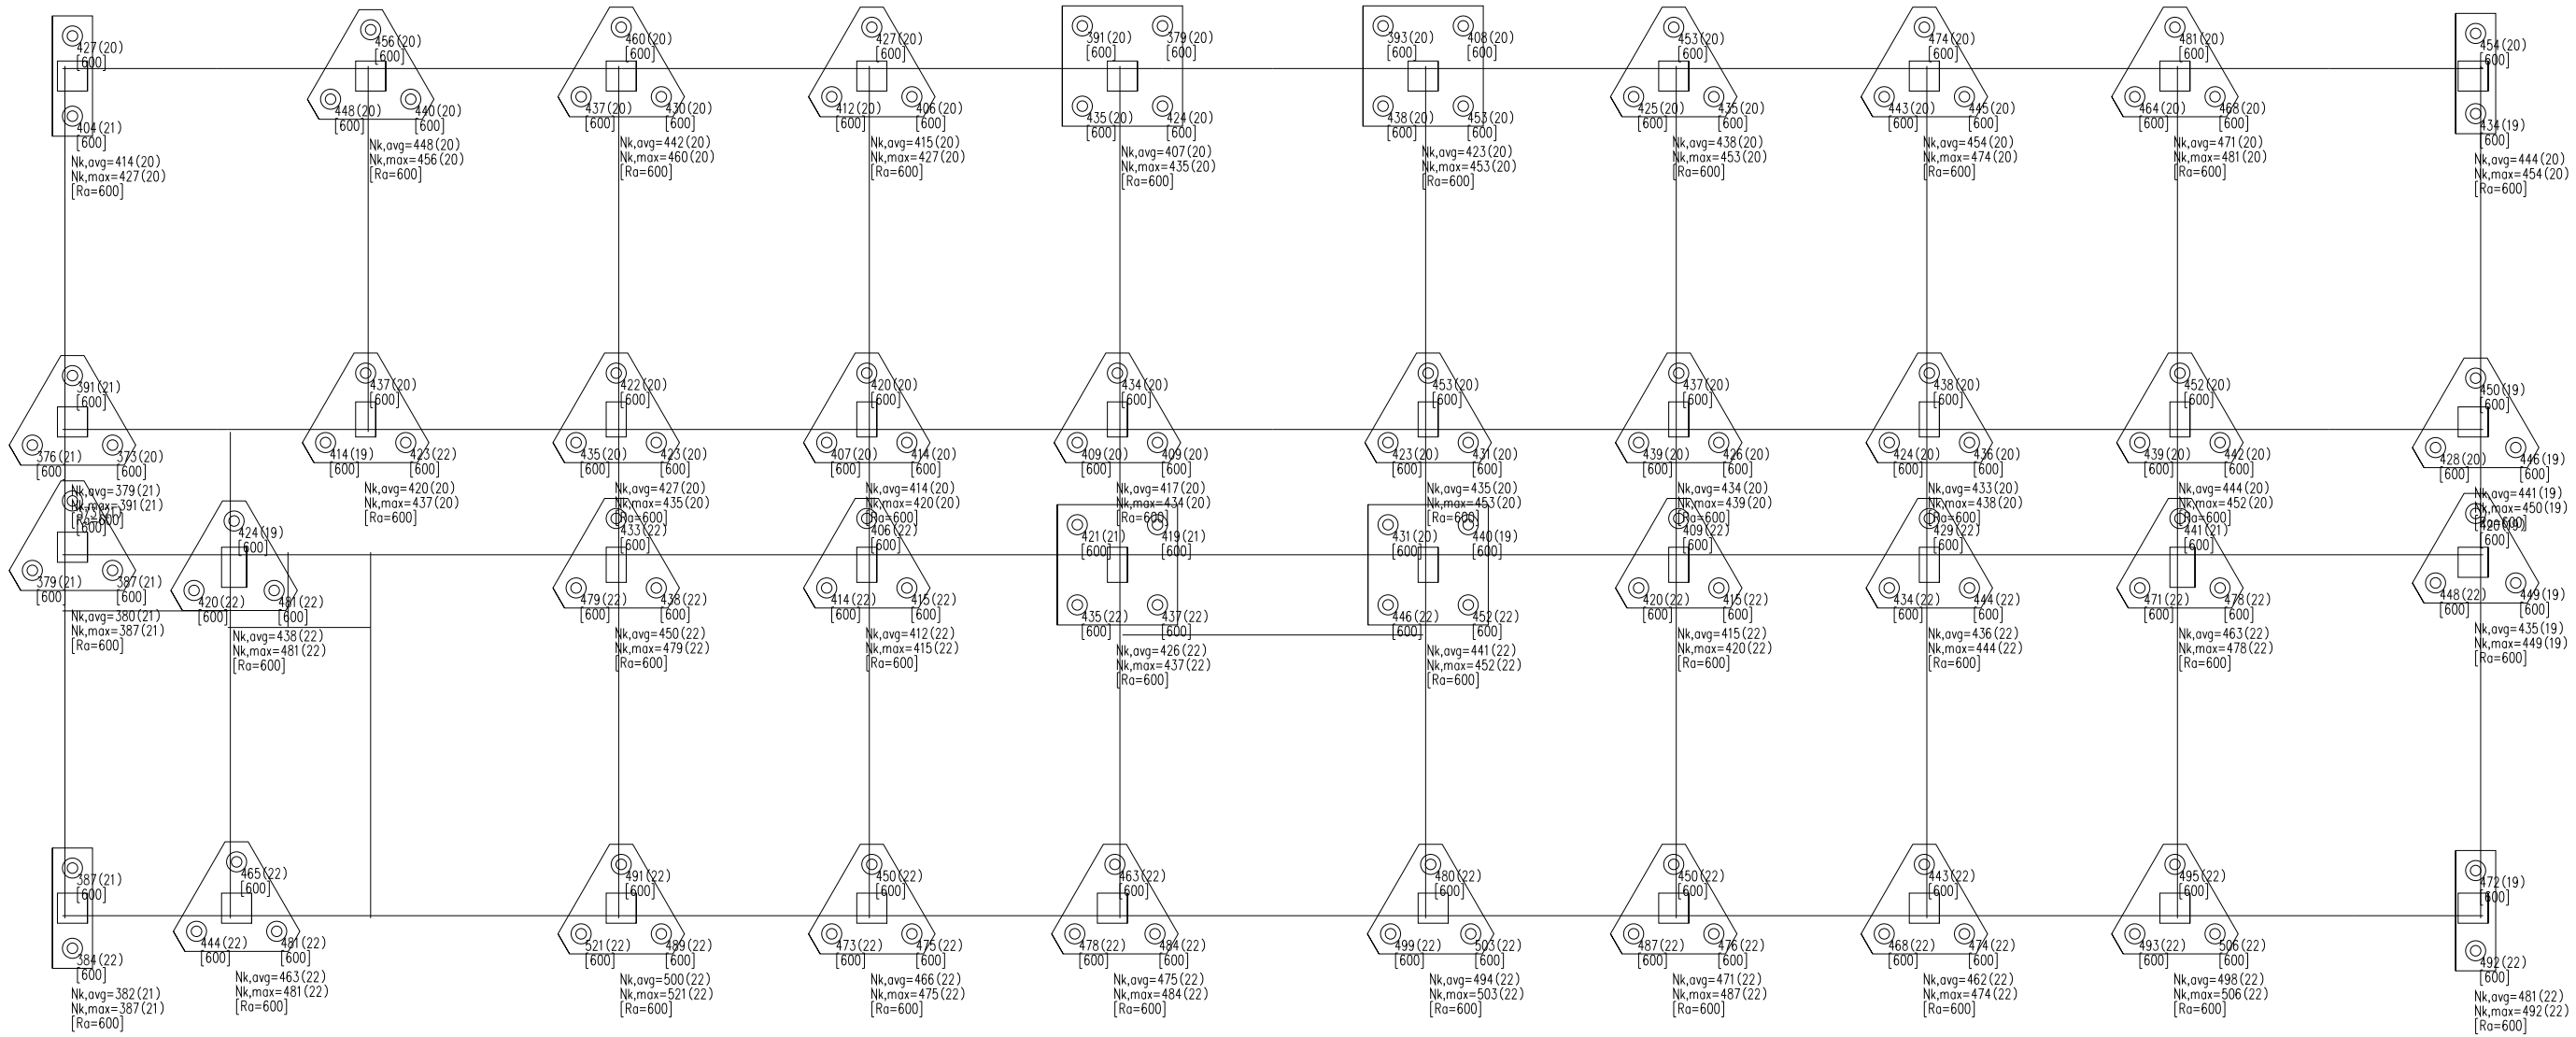 427(20)
[600]
404(21)
[600]
Nk,avg=414(20)
Nk,max=427(20)
[Ra=600]
456(20)
[600]
448(20)
[600]
440(20)
[600]
Nk,avg=448(20)
Nk,max=456(20)
[Ra=600]
460(20)
[600]
437(20)
[600]
430(20)
[600]
Nk,avg=442(20)
Nk,max=460(20)
[Ra=600]
427(20)
[600]
412(20)
[600]
406(20)
[600]
Nk,avg=415(20)
Nk,max=427(20)
[Ra=600]
391(20)
[600]
379(20)
[600]
435(20)
[600]
424(20)
[600]
Nk,avg=407(20)
Nk,max=435(20)
[Ra=600]
393(20)
[600]
408(20)
[600]
438(20)
[600]
453(20)
[600]
Nk,avg=423(20)
Nk,max=453(20)
[Ra=600]
453(20)
[600]
425(20)
[600]
435(20)
[600]
Nk,avg=438(20)
Nk,max=453(20)
[Ra=600]
474(20)
[600]
443(20)
[600]
445(20)
[600]
Nk,avg=454(20)
Nk,max=474(20)
[Ra=600]
481(20)
[600]
464(20)
[600]
468(20)
[600]
Nk,avg=471(20)
Nk,max=481(20)
[Ra=600]
454(20)
[600]
434(19)
[600]
Nk,avg=444(20)
Nk,max=454(20)
[Ra=600]
391(21)
[600]
376(21)
[600]
373(20)
[600]
Nk,avg=379(21)
Nk,max=391(21)
[Ra=600]
437(20)
[600]
414(19)
[600]
423(22)
[600]
Nk,avg=420(20)
Nk,max=437(20)
[Ra=600]
422(20)
[600]
435(20)
[600]
423(20)
[600]
Nk,avg=427(20)
Nk,max=435(20)
[Ra=600]
420(20)
[600]
407(20)
[600]
414(20)
[600]
Nk,avg=414(20)
Nk,max=420(20)
[Ra=600]
434(20)
[600]
409(20)
[600]
409(20)
[600]
Nk,avg=417(20)
Nk,max=434(20)
[Ra=600]
453(20)
[600]
423(20)
[600]
431(20)
[600]
Nk,avg=435(20)
Nk,max=453(20)
[Ra=600]
437(20)
[600]
439(20)
[600]
426(20)
[600]
Nk,avg=434(20)
Nk,max=439(20)
[Ra=600]
438(20)
[600]
424(20)
[600]
436(20)
[600]
Nk,avg=433(20)
Nk,max=438(20)
[Ra=600]
452(20)
[600]
439(20)
[600]
442(20)
[600]
Nk,avg=444(20)
Nk,max=452(20)
[Ra=600]
450(19)
[600]
428(20)
[600]
446(19)
[600]
Nk,avg=441(19)
Nk,max=450(19)
[Ra=600]
[600]
379(21)
[600]
387(21)
[600]
Nk,avg=380(21)
Nk,max=387(21)
[Ra=600]
424(19)
[600]
420(22)
[600]
481(22)
[600]
Nk,avg=438(22)
Nk,max=481(22)
[Ra=600]
433(22)
[600]
479(22)
[600]
438(22)
[600]
Nk,avg=450(22)
Nk,max=479(22)
[Ra=600]
406(22)
[600]
414(22)
[600]
415(22)
[600]
Nk,avg=412(22)
Nk,max=415(22)
[Ra=600]
421(21)
[600]
419(21)
[600]
435(22)
[600]
437(22)
[600]
Nk,avg=426(22)
Nk,max=437(22)
[Ra=600]
431(20)
[600]
440(19)
[600]
446(22)
[600]
452(22)
[600]
Nk,avg=441(22)
Nk,max=452(22)
[Ra=600]
409(22)
[600]
420(22)
[600]
415(22)
[600]
Nk,avg=415(22)
Nk,max=420(22)
[Ra=600]
429(22)
[600]
434(22)
[600]
444(22)
[600]
Nk,avg=436(22)
Nk,max=444(22)
[Ra=600]
441(21)
[600]
471(22)
[600]
478(22)
[600]
Nk,avg=463(22)
Nk,max=478(22)
[Ra=600]
[600]
448(22)
[600]
449(19)
[600]
Nk,avg=435(19)
Nk,max=449(19)
[Ra=600]
387(21)
[600]
384(22)
[600]
Nk,avg=382(21)
Nk,max=387(21)
[Ra=600]
465(22)
[600]
444(22)
[600]
481(22)
[600]
Nk,avg=463(22)
Nk,max=481(22)
[Ra=600]
491(22)
[600]
521(22)
[600]
489(22)
[600]
Nk,avg=500(22)
Nk,max=521(22)
[Ra=600]
450(22)
[600]
473(22)
[600]
475(22)
[600]
Nk,avg=466(22)
Nk,max=475(22)
[Ra=600]
463(22)
[600]
478(22)
[600]
484(22)
[600]
Nk,avg=475(22)
Nk,max=484(22)
[Ra=600]
480(22)
[600]
499(22)
[600]
503(22)
[600]
Nk,avg=494(22)
Nk,max=503(22)
[Ra=600]
450(22)
[600]
487(22)
[600]
476(22)
[600]
Nk,avg=471(22)
Nk,max=487(22)
[Ra=600]
443(22)
[600]
468(22)
[600]
474(22)
[600]
Nk,avg=462(22)
Nk,max=474(22)
[Ra=600]
495(22)
[600]
493(22)
[600]
506(22)
[600]
Nk,avg=498(22)
Nk,max=506(22)
[Ra=600]
472(19)
[600]
492(22)
[600]
Nk,avg=481(22)
Nk,max=492(22)
[Ra=600]